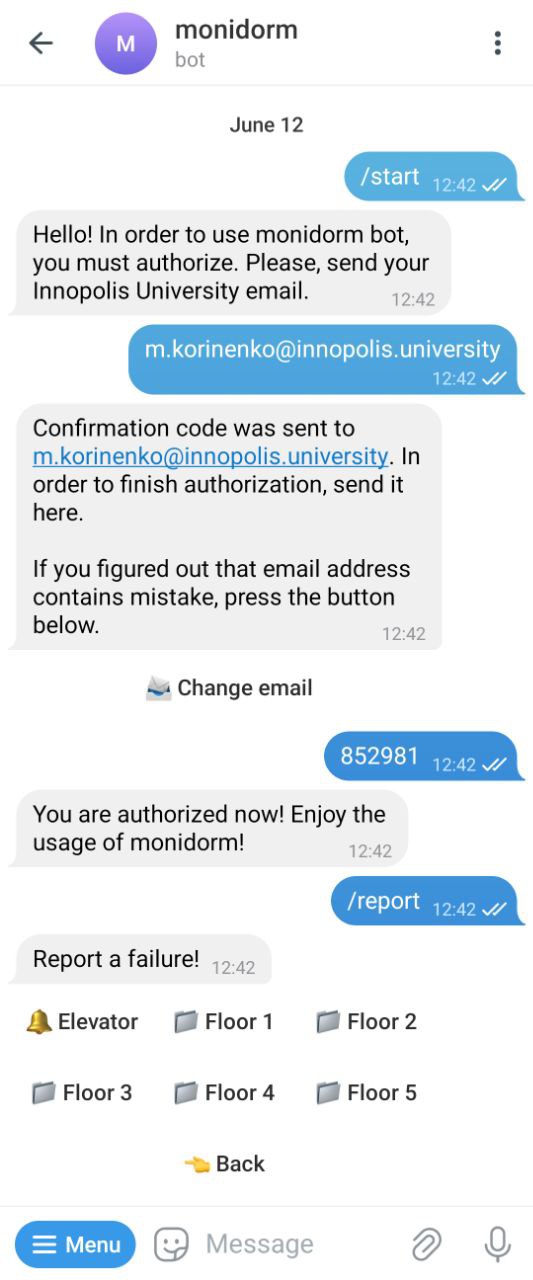 M
monidorm
bot
June 12
/start 12:42
Hello! In order to use monidorm bot,
you must authorize. Please, send your
Innopolis University email. 12:42
m.korinenko@innopolis.university
12:42
Confirmation code was sent to
m.korinenko@innopolis.university. In
order to finish authorization, send it
here.
If you figured out that email address
contains mistake, press the button
below. 12:42
Change email
852981 12:42
You are authorized now! Enjoy the
usage of monidorm! 12:42
/report 12:42
Report a failure! 12:42
Elevator Floor 1 Floor 2
Floor 3 Floor 4 Floor 5
Back
Menu Message